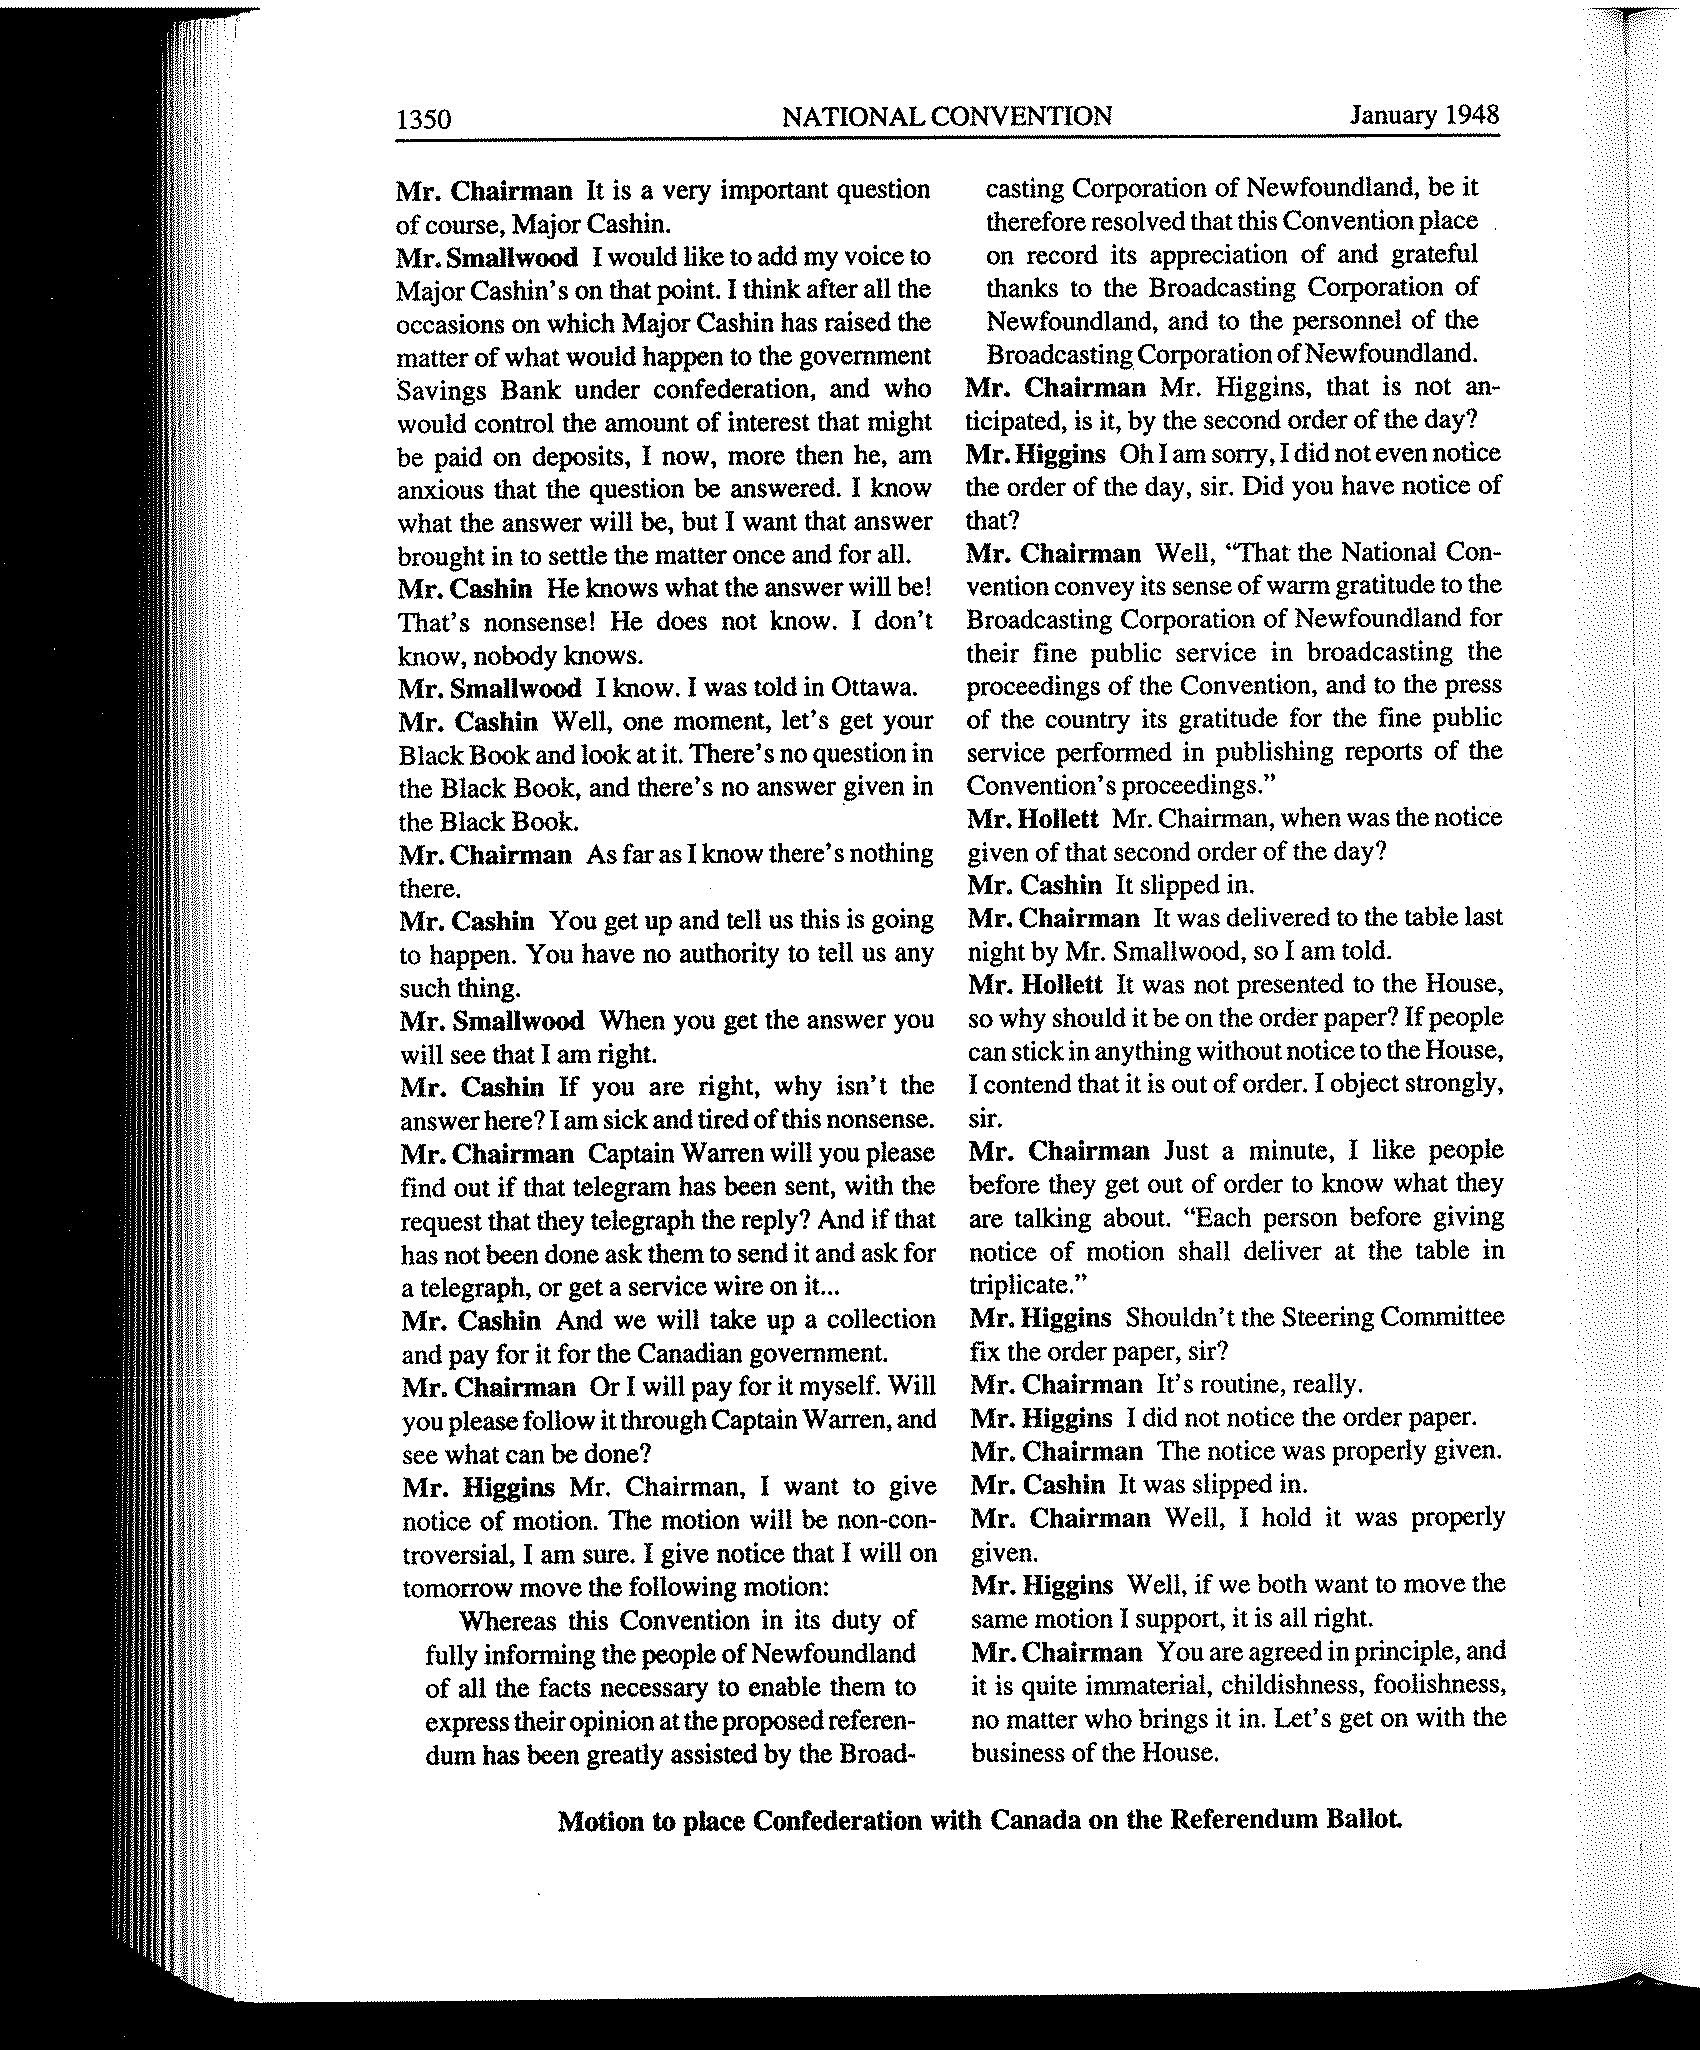 1350 NATIONAL CONVENTION January 1948
Mr. Chairman It is a very important question
of course, Major Cashin.
Mr. Smallwood I would like to add my voice to
Major Cashin's on that point. I think after all the
occasions on which Major Cashin has raised the
matter of what would happen to the government
Savings Bank under confederation, and who
would control the amount of interest that might
be paid on deposits, I now, more then he, am
anxious that the question be answered. I know
what the answer will be, but I want that answer
brought in to settle the matter once and for all.
Mr. Cashin He knows what the answer will be!
That's nonsense! He does not know. I don't
know, nobody knows.
Mr. Smallwood I know. I was told in Ottawa.
Mr. Cashin Well, one moment, let's get your
Black Book and look at it. There's no question in
the Black Book, and there's no answer given in
the Black Book.
Mr. Chairman As far as I know there's nothing
there.
Mr. Cashin You get up and tell us this is going
to happen. You have no authority to tell us any
such thing.
Mr. Smallwood When you get the answer you
will see that I am right.
Mr. Cashin If you are right, why isn't the
answer here? I am sick and tired of this nonsense.
Mr. Chairman Captain Warren will you please
find out if that telegram has been sent, with the
request that they telegraph the reply? And if that
has not been done ask them to send it and ask for
a telegraph, or get a service wire on it...
Mr. Cashin And we will take up a collection
and pay for it for the Canadian government.
Mr. Chairman Or I will pay for it myself. Will
you please follow it through Captain Warren, and
see what can be done?
Mr. Higgins Mr. Chairman, I want to give
notice of motion. The motion will be non-con-
troversial, I am sure. I give notice that I will on
tomorrow move the following motion:
Whereas this Convention in its duty of
fully informing the people of Newfoundland
of all the facts necessary to enable them to
express their opinion at the proposed referen-
dum has been greatly assisted by the Broad-
casting Corporation of Newfoundland, be it
therefore resolved that this Convention place
on record its appreciation of and grateful
thanks to the Broadcasting Corporation of
Newfoundland, and to the personnel of the
Broadcasting Corporation of Newfoundland.
Mr. Chairman Mr. Higgins, that is not an-
ticipated, is it, by the second order of the day?
Mr. Higgins Oh I am sorry, I did not even notice
the order of the day, sir. Did you have notice of
that?
Mr. Chairman Well, "That the National Con-
vention convey its sense of warm gratitude to the
Broadcasting Corporation of Newfoundland for
their fine public service in broadcasting the
proceedings of the Convention, and to the press
of the country its gratitude for the fine public
service performed in publishing reports of the
Convention's proceedings."
Mr. Hollett Mr. Chairman, when was the notice
given of that second order of the day?
Mr. Cashin It slipped in.
Mr. Chairman It was delivered to the table last
night by Mr. Smallwood, so I am told.
Mr. Hollett It was not presented to the House,
so why should it be on the order paper? If people
can stick in anything without notice to the House,
I contend that it is out of order. I object strongly,
sir.
Mr. Chairman Just a minute, I like people
before they get out of order to know what they
are talking about. "Each person before giving
notice of motion shall deliver at the table in
triplicate."
Mr. Higgins Shouldn't the Steering Committee
fix the order paper, sir?
Mr. Chairman It's routine, really.
Mr. Higgins I did not notice the order paper.
Mr. Chairman The notice was properly given.
Mr. Cashin It was slipped in.
Mr. Chairman Well, I hold it was properly
given.
Mr. Higgins Well, if we both want to move the
same motion I support, it is all right.
Mr. Chairman You are agreed in principle, and
it is quite immaterial, childishness, foolishness,
no matter who brings it in. Let's get on with the
business of the House.
Motion to place Confederation with Canada on the Referendum Ballot.